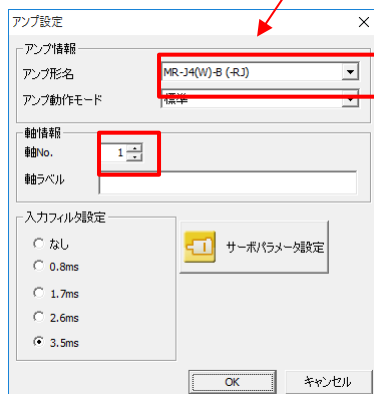 アンプ設定
アンプ情報
アンプ形名 MR-J4(W)-B (-RJ)
アンプ動作モード 標準
軸情報
軸No. 1
軸ラベル
入力フィルタ設定
なし
0.8ms
1.7ms
2.6ms
3.5ms
サーボパラメータ設定
OK キャンセル